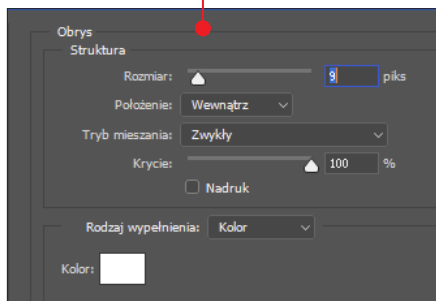 Obrys
Struktura
Rozmiar: 9 piks
Położenie: Wewnątrz
Tryb mieszania: Zwykły
Krycie: 100 %
Nadruk
Rodzaj wypełnienia: Kolor
Kolor: